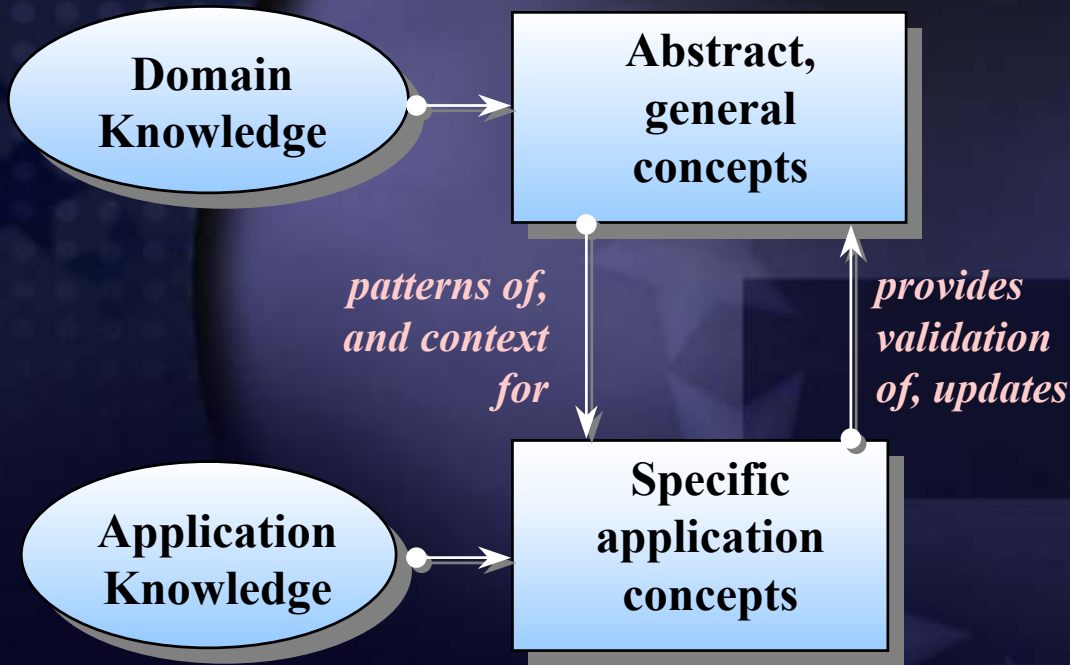 Domain
Knowledge
Abstract,
general
concepts
patterns of,
and context
for
provides
validation
of, updates
Application
Knowledge
Specific
application
concepts